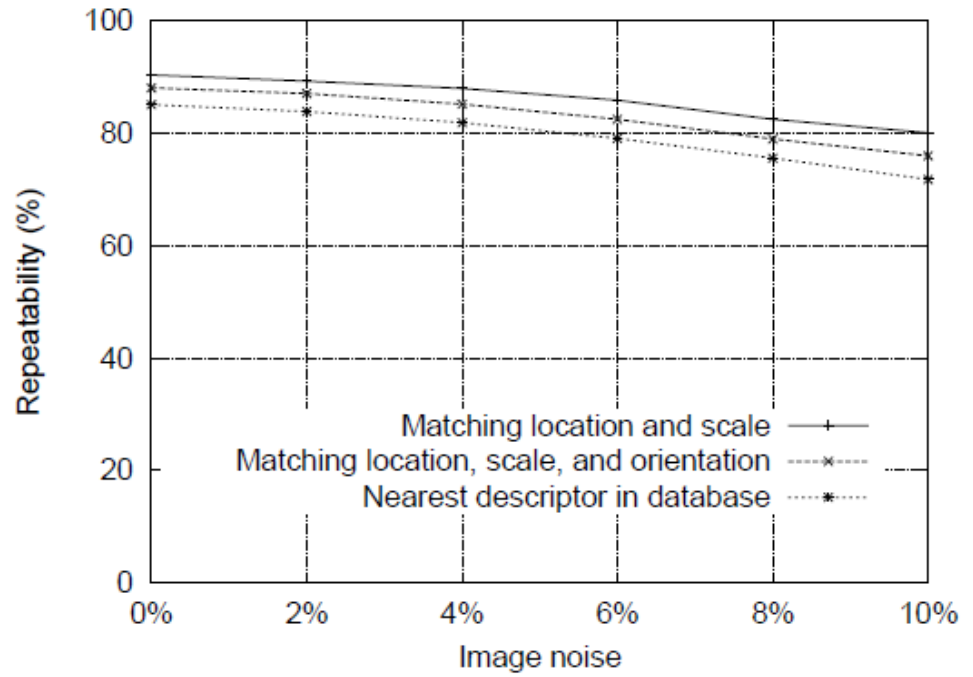 100
80
60
40
20
0
Repeatability (%)
Matching location and scale
Matching location, scale, and orientation
Nearest descriptor in database
0% 2% 4% 6% 8% 10%
Image noise